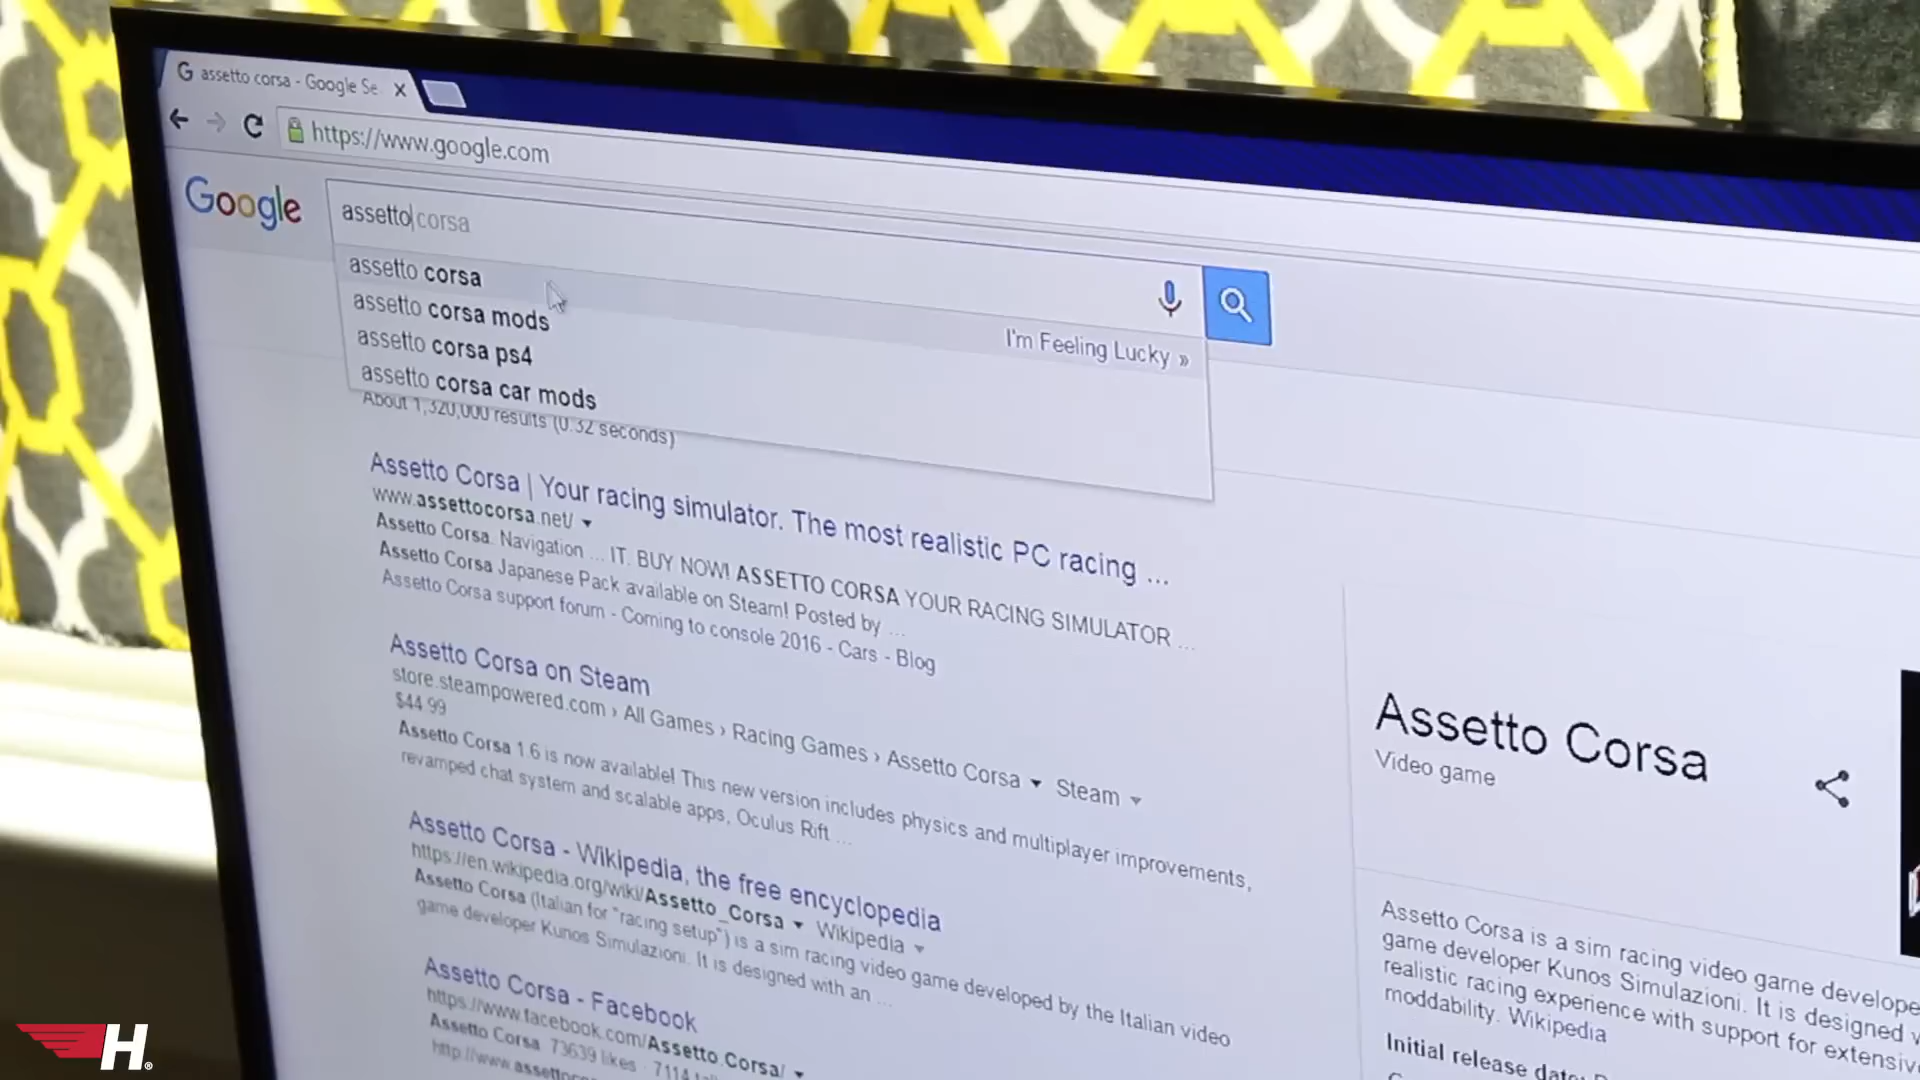 assetto corsa - Google Se
https://www.google.com
Google
assetto corsa
assetto corsa
I'm Feeling Lucky »
assetto corsa mods
assetto corsa ps4
assetto corsa car mods
About 1,320,000 results (0.32 seconds)
Assetto Corsa | Your racing simulator. The most realistic PC racing ...
www.assettocorsa.net/
Assetto Corsa. Navigation ... IT. BUY NOW! ASSETTO CORSA YOUR RACING SIMULATOR ...
Assetto Corsa Japanese Pack available on Steam! Posted by ...
Assetto Corsa support forum - Coming to console 2016 - Cars - Blog
Assetto Corsa on Steam
store.steampowered.com › All Games › Racing Games › Assetto Corsa Steam
$44.99
Assetto Corsa 1.6 is now available! This new version includes physics and multiplayer improvements,
revamped chat system and scalable apps, Oculus Rift ...
Assetto Corsa - Wikipedia, the free encyclopedia
https://en.wikipedia.org/wiki/Assetto_Corsa Wikipedia
Assetto Corsa (Italian for "racing setup") is a sim racing video game developed by the Italian video
game developer Kunos Simulazioni. It is designed with an ...
Assetto Corsa - Facebook
https://www.facebook.com/Assetto.Corsa/
Assetto Corsa. 73639 likes · 7114
http://www.
Assetto Corsa
Video game
Assetto Corsa is a sim racing video game develope
game developer Kunos Simulazioni. It is designed
realistic racing experience with support for extensiv
moddability. Wikipedia
Initial release date:
H